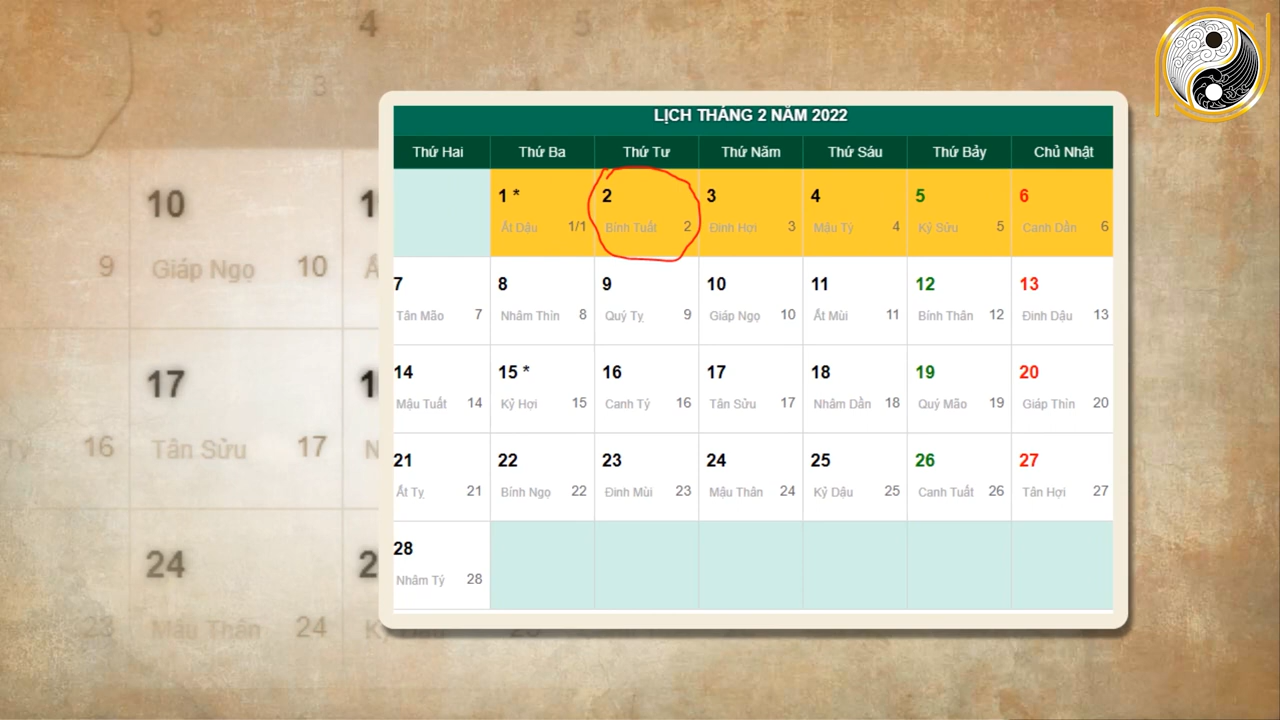 LỊCH THÁNG 2 NĂM 2022
Thứ Hai Thứ Ba Thứ Tư Thứ Năm Thứ Sáu Thứ Bảy Chủ Nhật
1 * 2 3 4 5 6
Ất Dậu 1/1 Bính Tuất 2 Đinh Hợi 3 Mậu Tý 4 Kỷ Sửu 5 Canh Dần 6
7 8 9 10 11 12 13
Tân Mão 7 Nhâm Thìn 8 Quý Tỵ 9 Giáp Ngọ 10 Ất Mùi 11 Bính Thân 12 Đinh Dậu 13
14 15 * 16 17 18 19 20
Mậu Tuất 14 Kỷ Hợi 15 Canh Tý 16 Tân Sửu 17 Nhâm Dần 18 Quý Mão 19 Giáp Thìn 20
21 22 23 24 25 26 27
Ất Tỵ 21 Bính Ngọ 22 Đinh Mùi 23 Mậu Thân 24 Kỷ Dậu 25 Canh Tuất 26 Tân Hợi 27
28
Nhâm Tý 28
3 4 5
3
10
9 Giáp Ngọ 10
17
Tý 16 Tân Sửu 17
24
23 Mậu Thân 24